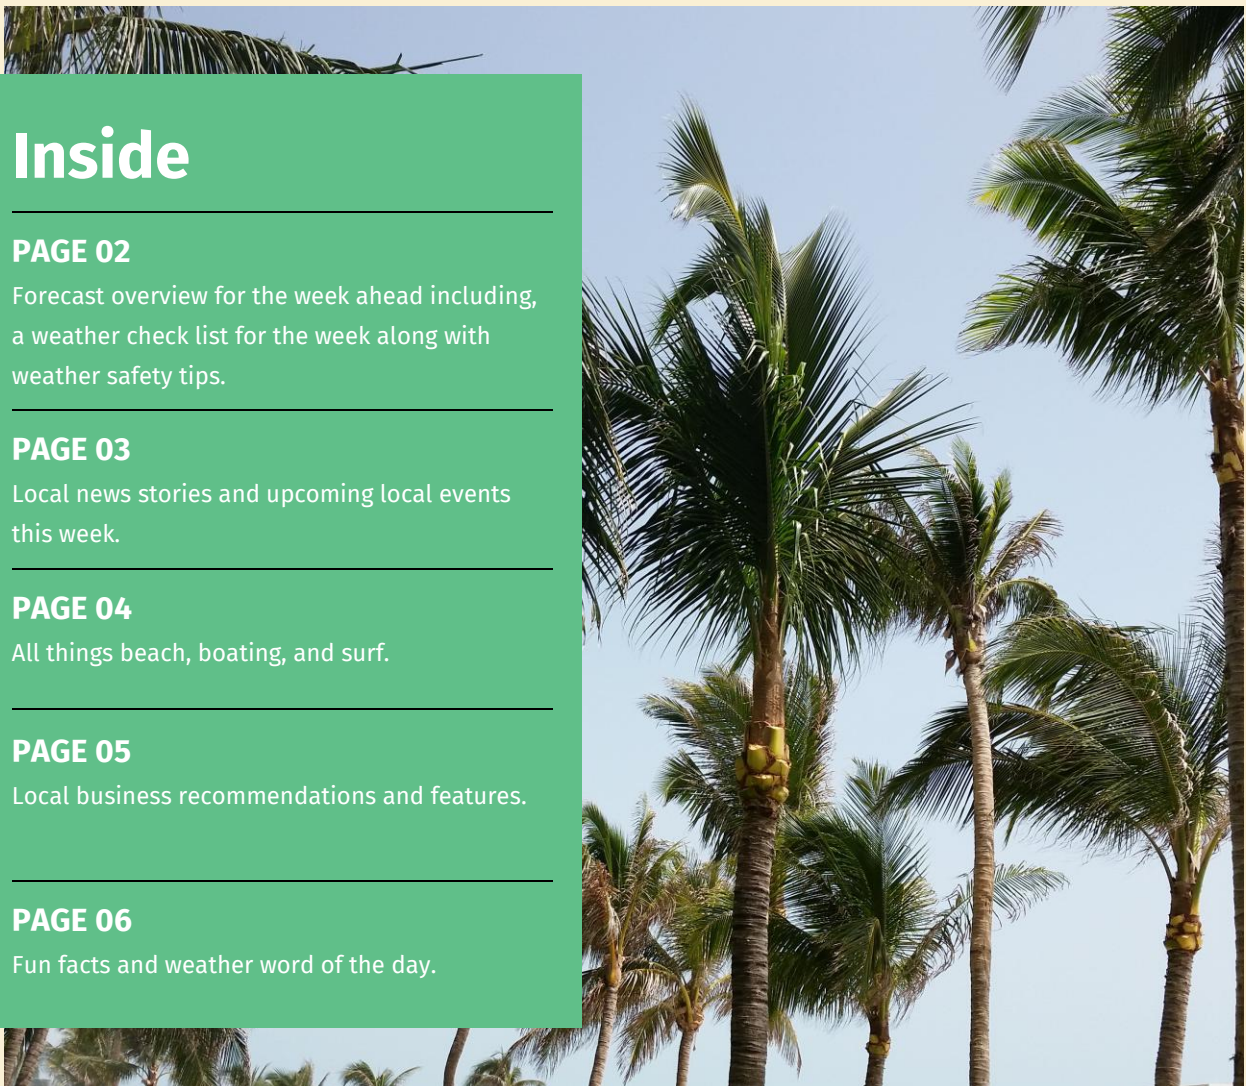 Inside
PAGE 02
Forecast overview for the week ahead including,
a weather check list for the week along with
weather safety tips.
PAGE 03
Local news stories and upcoming local events
this week.
PAGE 04
All things beach, boating, and surf.
PAGE 05
Local business recommendations and features.
PAGE 06
Fun facts and weather word of the day.